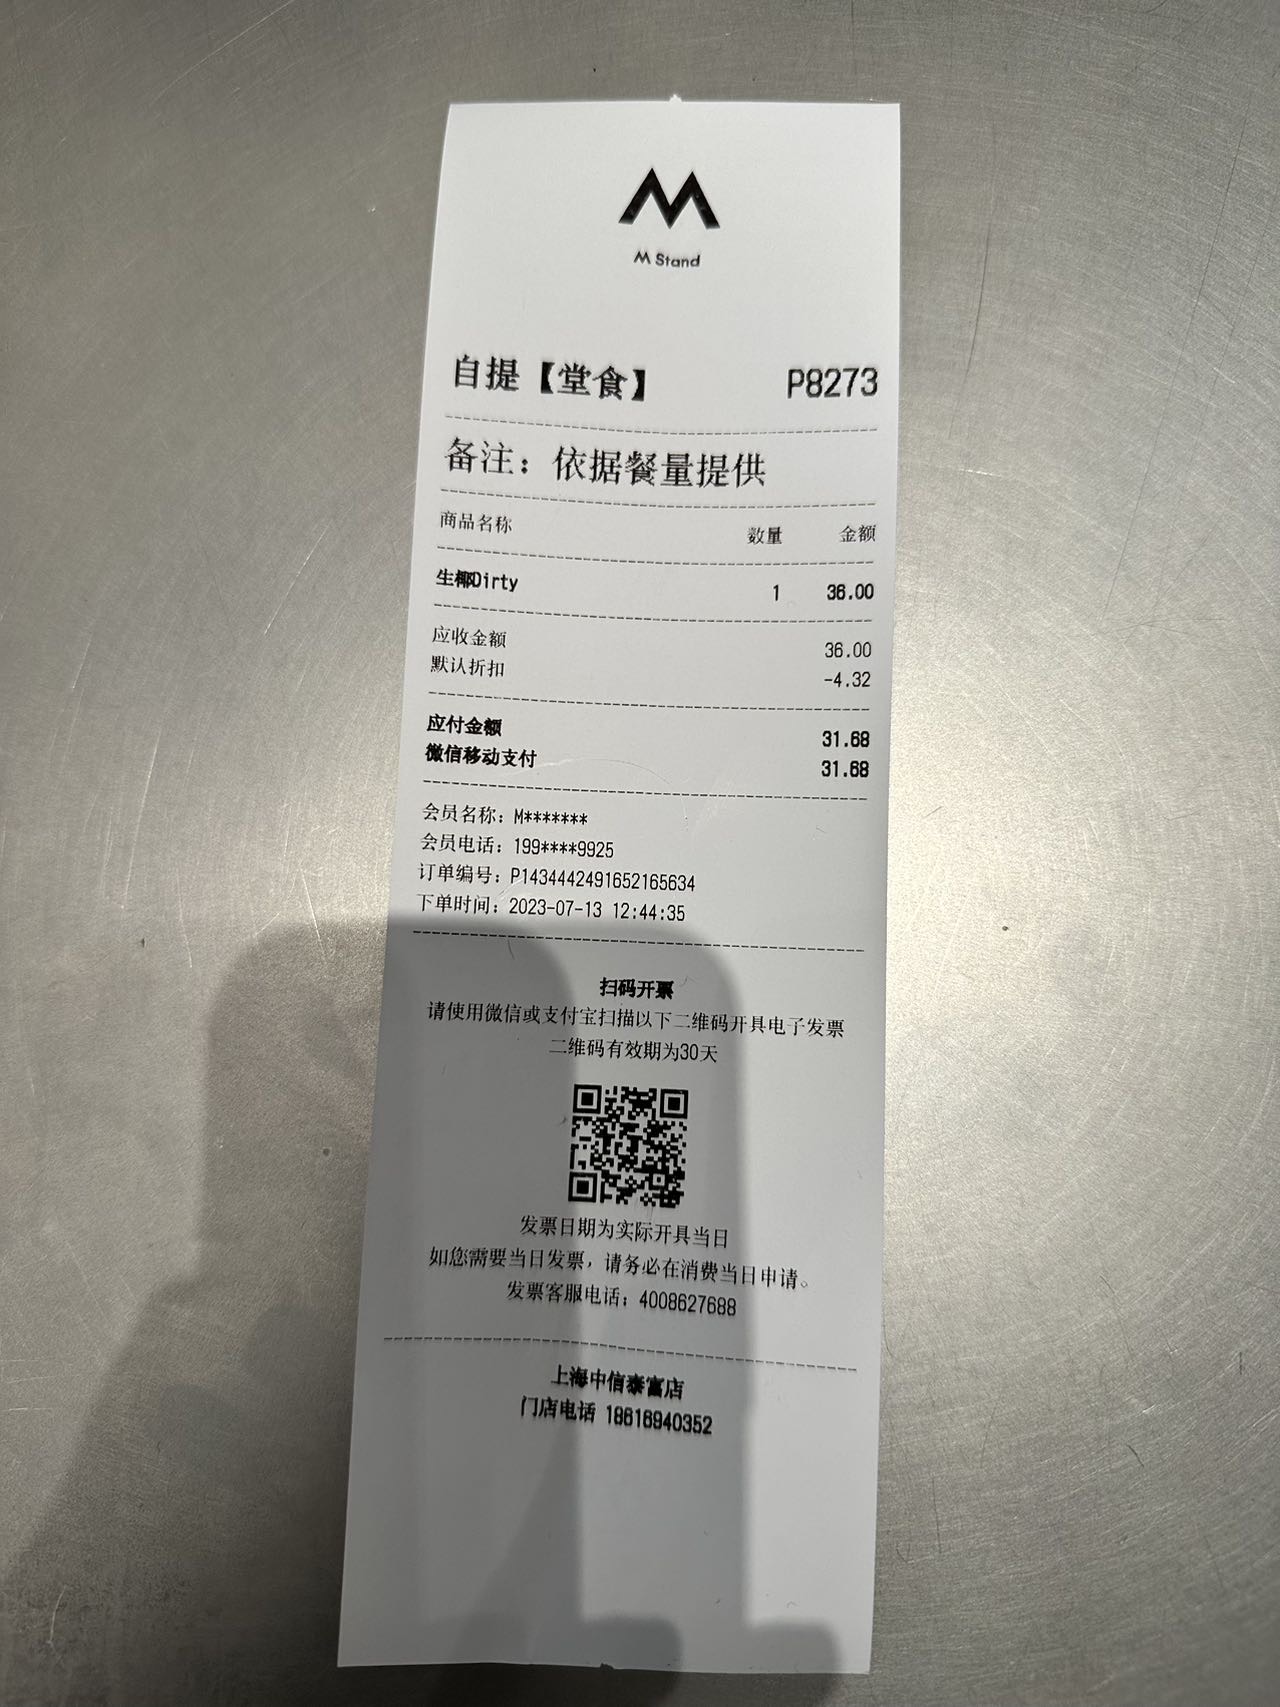 M Stand
自提【堂食】 P8273
备注：依据餐量提供
商品名称 数量 金额
生椰Dirty 1 36.00
应收金额 36.00
默认折扣 -4.32
应付金额 31.68
微信移动支付 31.68
会员名称：M*******
会员电话：199****9925
订单编号：P1434442491652165634
下单时间：2023-07-13 12:44:35
扫码开票
请使用微信或支付宝扫描以下二维码开具电子发票
二维码有效期为30天
发票日期为实际开具当日
如您需要当日发票，请务必在消费当日申请。
发票客服电话：4008627688
上海中信泰富店
门店电话 18616940352